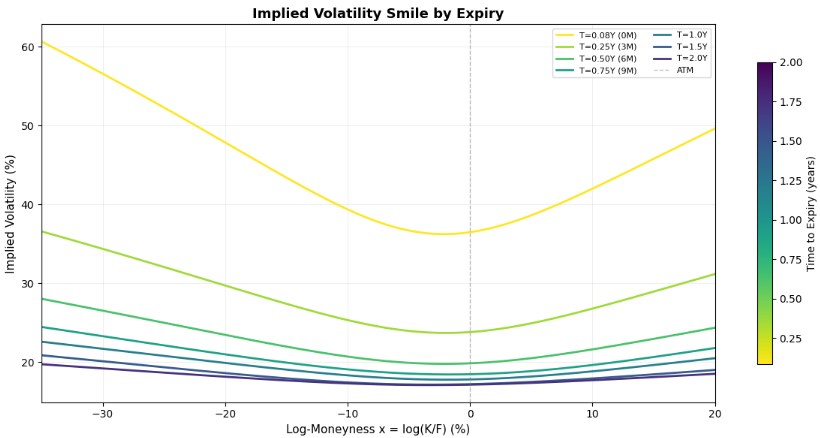 Implied Volatility Smile by Expiry
Implied Volatility (%)
60
50
40
30
20
T=0.08Y (0M)
T=0.25Y (3M)
T=0.50Y (6M)
T=0.75Y (9M)
T=1.0Y
T=1.5Y
T=2.0Y
ATM
−30
−20
−10
0
10
20
Log-Moneyness x = log(K/F) (%)
2.00
1.75
1.50
1.25
1.00
0.75
0.50
0.25
Time to Expiry (years)